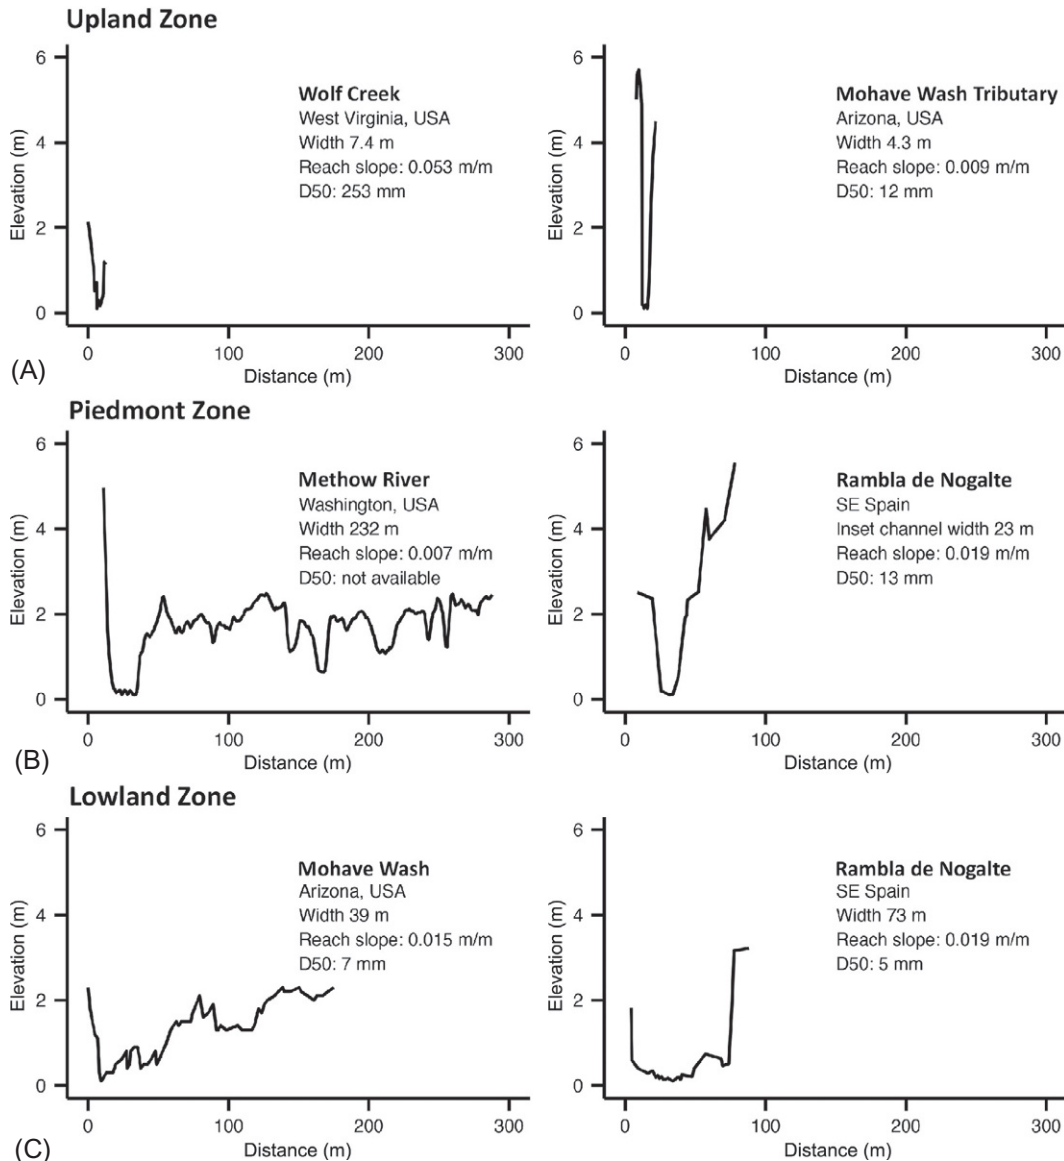 Upland Zone
6
4
2
0
Elevation (m)
Wolf Creek
West Virginia, USA
Width 7.4 m
Reach slope: 0.053 m/m
D50: 253 mm
0
100
200
300
Distance (m)
6
4
2
0
Elevation (m)
Mohave Wash Tributary
Arizona, USA
Width 4.3 m
Reach slope: 0.009 m/m
D50: 12 mm
0
100
200
300
Distance (m)
(A)
Piedmont Zone
6
4
2
0
Elevation (m)
Methow River
Washington, USA
Width 232 m
Reach slope: 0.007 m/m
D50: not available
0
100
200
300
Distance (m)
6
4
2
0
Elevation (m)
Rambla de Nogalte
SE Spain
Inset channel width 23 m
Reach slope: 0.019 m/m
D50: 13 mm
0
100
200
300
Distance (m)
(B)
Lowland Zone
6
4
2
0
Elevation (m)
Mohave Wash
Arizona, USA
Width 39 m
Reach slope: 0.015 m/m
D50: 7 mm
0
100
200
300
Distance (m)
6
4
2
0
Elevation (m)
Rambla de Nogalte
SE Spain
Width 73 m
Reach slope: 0.019 m/m
D50: 5 mm
0
100
200
300
Distance (m)
(C)